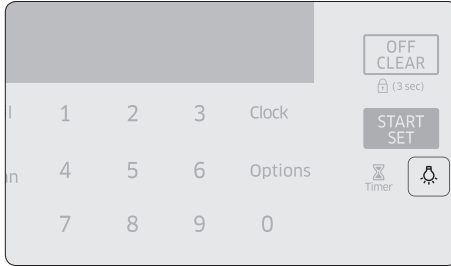 OFF
CLEAR
(3 sec)
1 2 3 Clock
START
SET
4 5 6 Options
Timer
7 8 9 0